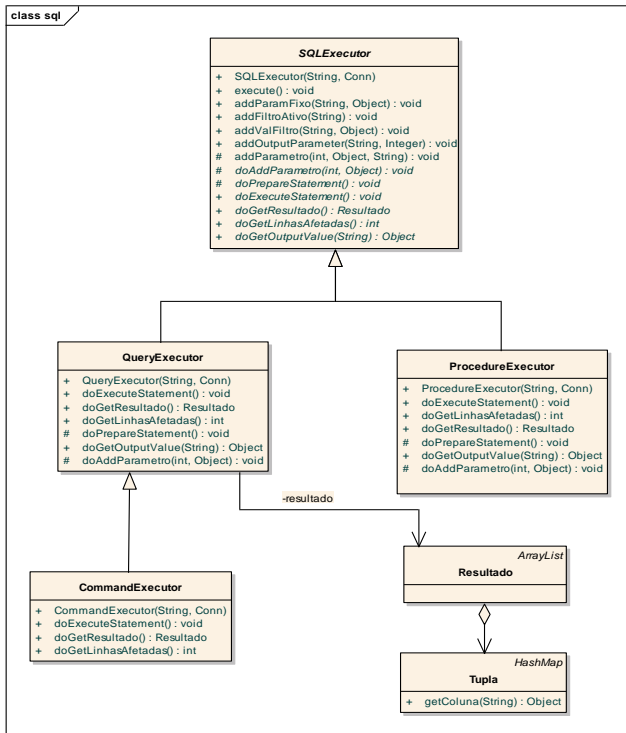 class sql
SQLExecutor
+ SQLExecutor(String, Conn)
+ execute() : void
+ addParamFixo(String, Object) : void
+ addFiltroAtivo(String) : void
+ addValFiltro(String, Object) : void
+ addOutputParameter(String, Integer) : void
# addParametro(int, Object, String) : void
# doAddParametro(int, Object) : void
# doPrepareStatement() : void
+ doExecuteStatement() : void
+ doGetResultado() : Resultado
+ doGetLinhasAfetadas() : int
+ doGetOutputValue(String) : Object
QueryExecutor
+ QueryExecutor(String, Conn)
+ doExecuteStatement() : void
+ doGetResultado() : Resultado
+ doGetLinhasAfetadas() : int
# doPrepareStatement() : void
+ doGetOutputValue(String) : Object
# doAddParametro(int, Object) : void
ProcedureExecutor
+ ProcedureExecutor(String, Conn)
+ doExecuteStatement() : void
+ doGetLinhasAfetadas() : int
+ doGetResultado() : Resultado
# doPrepareStatement() : void
+ doGetOutputValue(String) : Object
# doAddParametro(int, Object) : void
-resultado
ArrayList
Resultado
CommandExecutor
+ CommandExecutor(String, Conn)
+ doExecuteStatement() : void
+ doGetResultado() : Resultado
+ doGetLinhasAfetadas() : int
HashMap
Tupla
+ getColuna(String) : Object